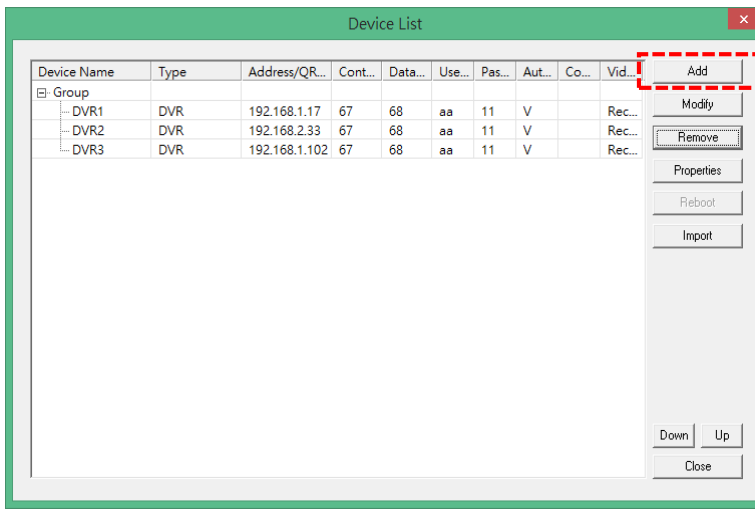 Device List
×
Device Name Type Address/QR... Cont... Data... Use... Pas... Aut... Co... Vid...
Group
DVR1 DVR 192.168.1.17 67 68 aa 11 V Rec...
DVR2 DVR 192.168.2.33 67 68 aa 11 V Rec...
DVR3 DVR 192.168.1.102 67 68 aa 11 V Rec...
Add
Modify
Remove
Properties
Reboot
Import
Down Up
Close